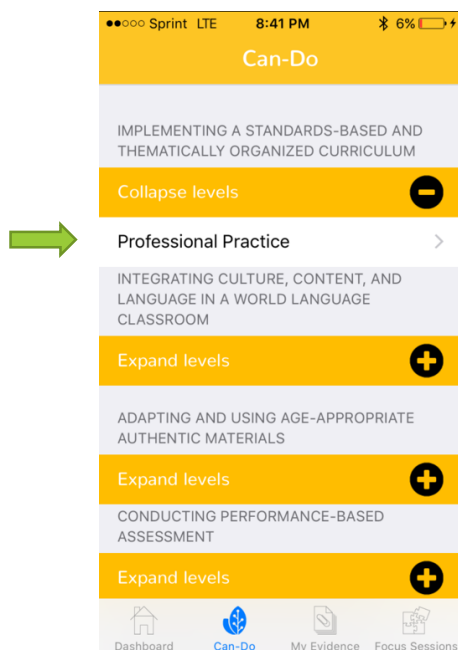 Sprint LTE 8:41 PM 6%
Can-Do
IMPLEMENTING A STANDARDS-BASED AND
THEMATICALLY ORGANIZED CURRICULUM
Collapse levels
Professional Practice
INTEGRATING CULTURE, CONTENT, AND
LANGUAGE IN A WORLD LANGUAGE
CLASSROOM
Expand levels
ADAPTING AND USING AGE-APPROPRIATE
AUTHENTIC MATERIALS
Expand levels
CONDUCTING PERFORMANCE-BASED
ASSESSMENT
Expand levels
Dashboard Can-Do My Evidence Focus Sessions